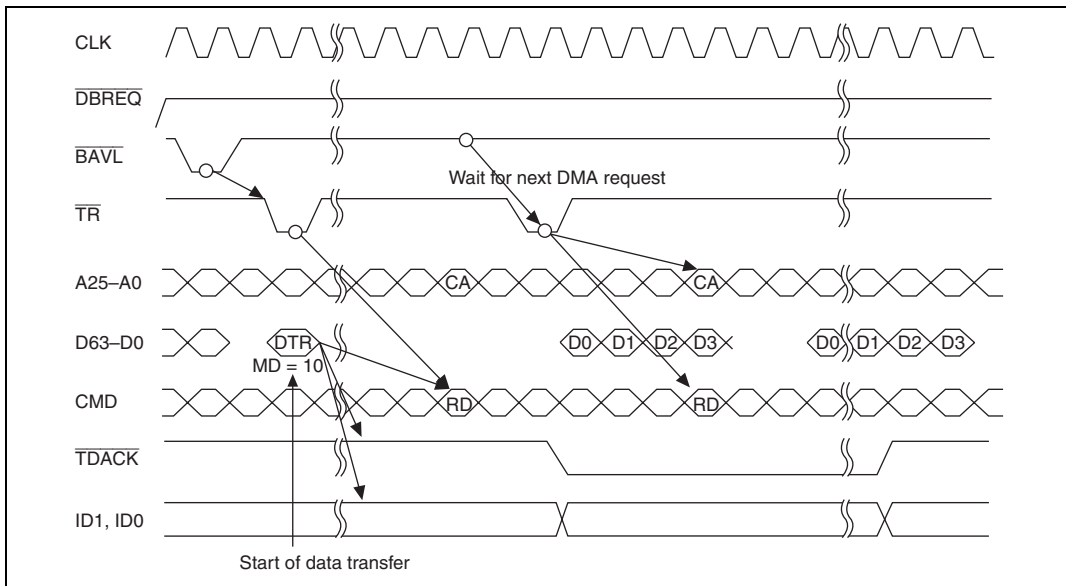 CLK
DBREQ
BAVL
Wait for next DMA request
TR
A25–A0 CA CA
D63–D0 DTR D0 D1 D2 D3 D0 D1 D2 D3
MD = 10
CMD RD RD
TDACK
ID1, ID0
Start of data transfer